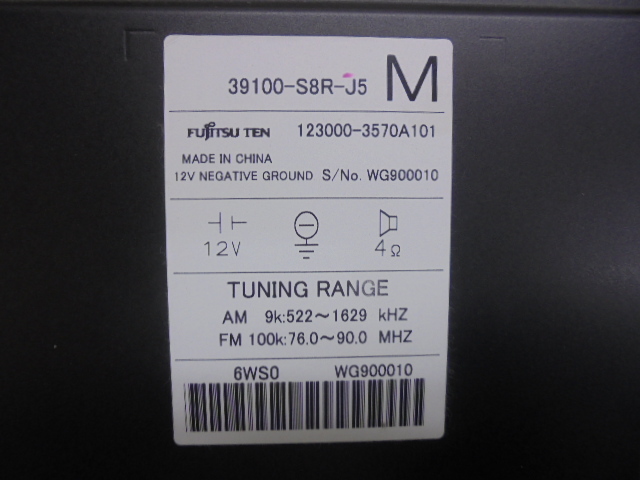 39100-S8R-J5 M
FUJITSU TEN 123000-3570A101
MADE IN CHINA
12V NEGATIVE GROUND S/No. WG900010
12V 4Ω
TUNING RANGE
AM 9k:522～1629 kHZ
FM 100k:76.0～90.0 MHZ
6WS0 WG900010